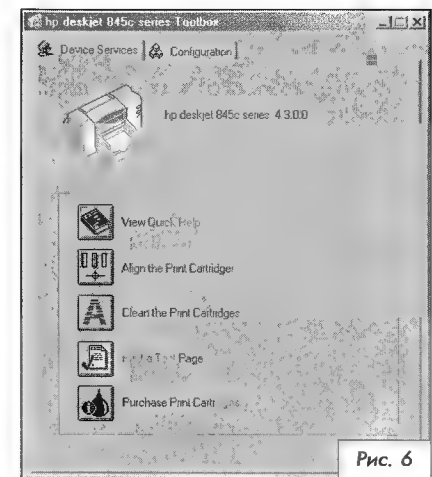 hp deskjet 845c series Toolbox
Device Services Configuration
hp deskjet 845c series 4.3.0.0
View Quick Help
Align the Print Cartridges
Clean the Print Cartridges
Page
Purchase Print
Рис. 6